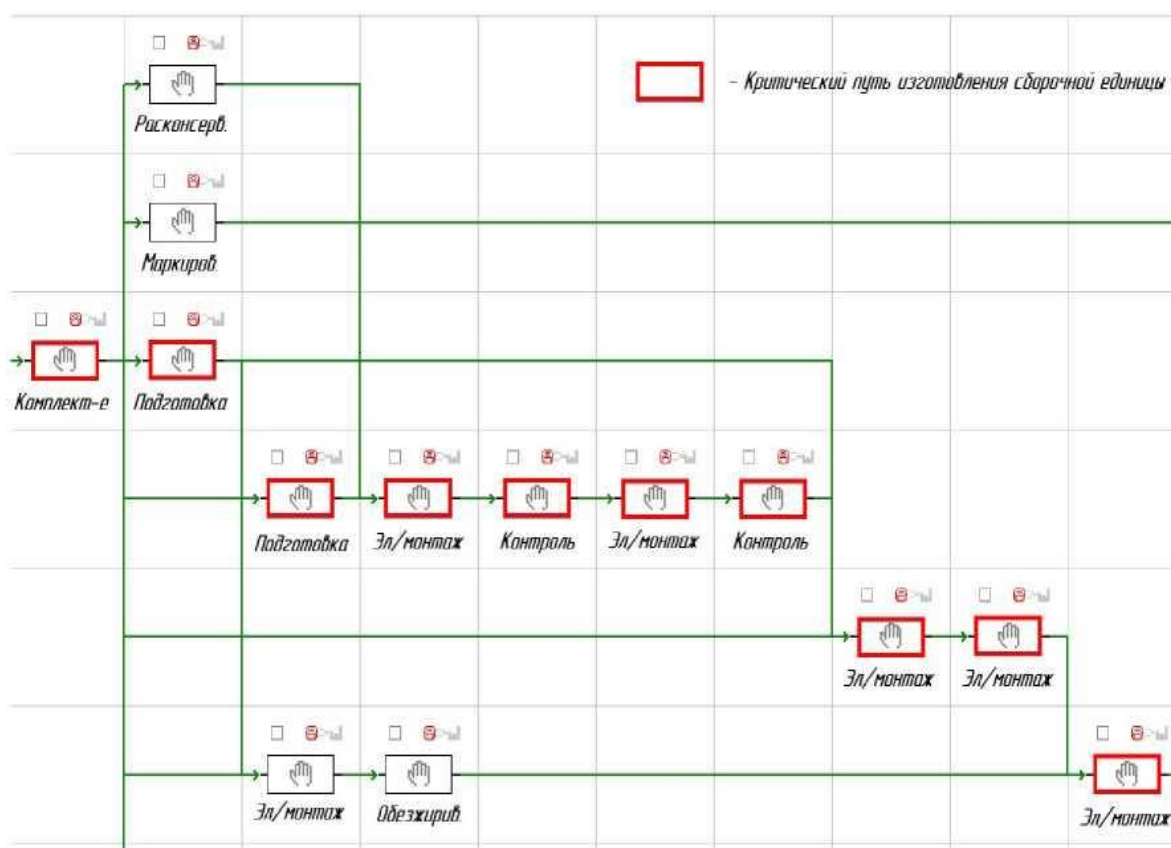 – Критический путь изготовления сборочной единицы
Расконсерв.
Маркиров.
Комплект-е
Подготовка
Подготовка
Эл/монтаж
Контроль
Эл/монтаж
Контроль
Эл/монтаж
Эл/монтаж
Эл/монтаж
Обезжирив.
Эл/монтаж